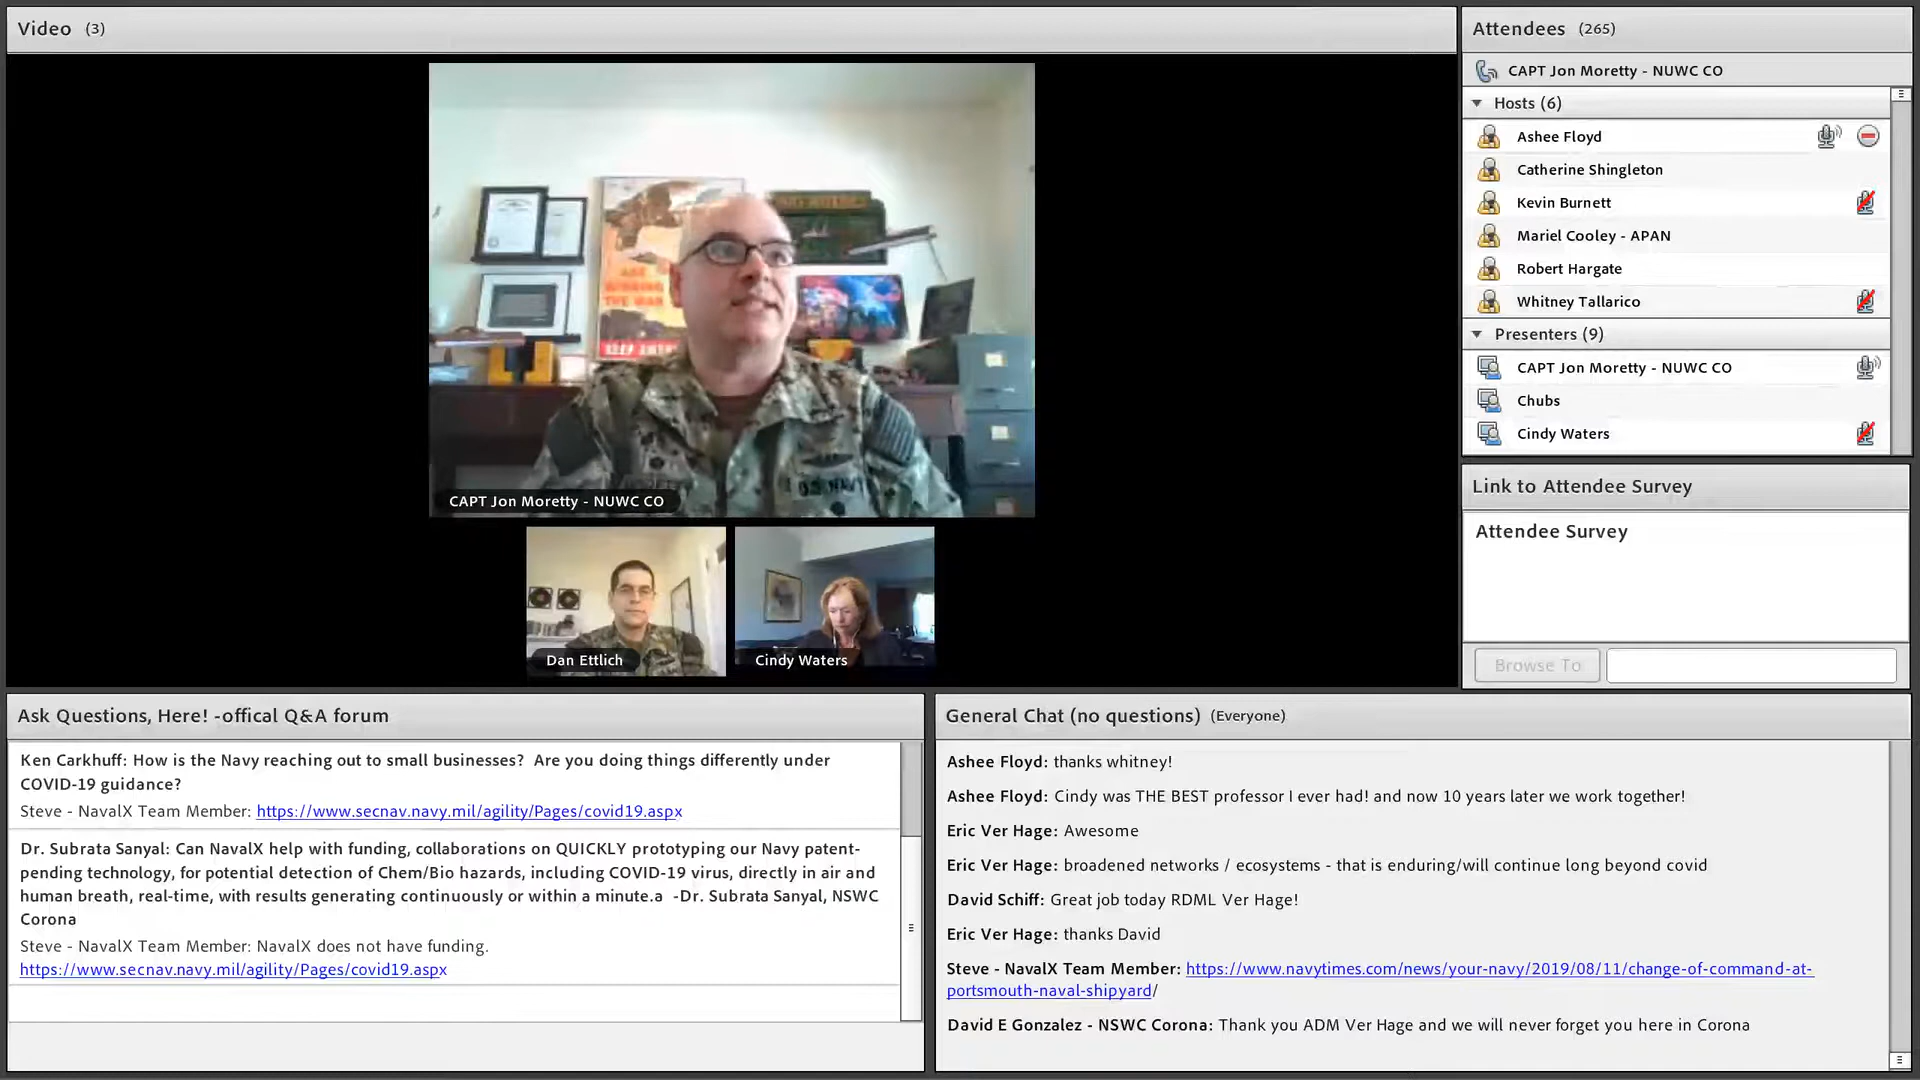 Video (3)
CAPT Jon Moretty - NUWC CO
U.S. NAVY
Dan Ettlich
Cindy Waters
Attendees (265)
CAPT Jon Moretty - NUWC CO
Hosts (6)
Ashee Floyd
Catherine Shingleton
Kevin Burnett
Mariel Cooley - APAN
Robert Hargate
Whitney Tallarico
Presenters (9)
CAPT Jon Moretty - NUWC CO
Chubs
Cindy Waters
Link to Attendee Survey
Attendee Survey
Browse To
Ask Questions, Here! -offical Q&A forum
Ken Carkhuff: How is the Navy reaching out to small businesses?  Are you doing things differently under
COVID-19 guidance?
Steve - NavalX Team Member: https://www.secnav.navy.mil/agility/Pages/covid19.aspx
Dr. Subrata Sanyal: Can NavalX help with funding, collaborations on QUICKLY prototyping our Navy patent-
pending technology, for potential detection of Chem/Bio hazards, including COVID-19 virus, directly in air and
human breath, real-time, with results generating continuously or within a minute.a  -Dr. Subrata Sanyal, NSWC
Corona
Steve - NavalX Team Member: NavalX does not have funding.
https://www.secnav.navy.mil/agility/Pages/covid19.aspx
General Chat (no questions) (Everyone)
Ashee Floyd: thanks whitney!
Ashee Floyd: Cindy was THE BEST professor I ever had! and now 10 years later we work together!
Eric Ver Hage: Awesome
Eric Ver Hage: broadened networks / ecosystems - that is enduring/will continue long beyond covid
David Schiff: Great job today RDML Ver Hage!
Eric Ver Hage: thanks David
Steve - NavalX Team Member: https://www.navytimes.com/news/your-navy/2019/08/11/change-of-command-at-
portsmouth-naval-shipyard/
David E Gonzalez - NSWC Corona: Thank you ADM Ver Hage and we will never forget you here in Corona